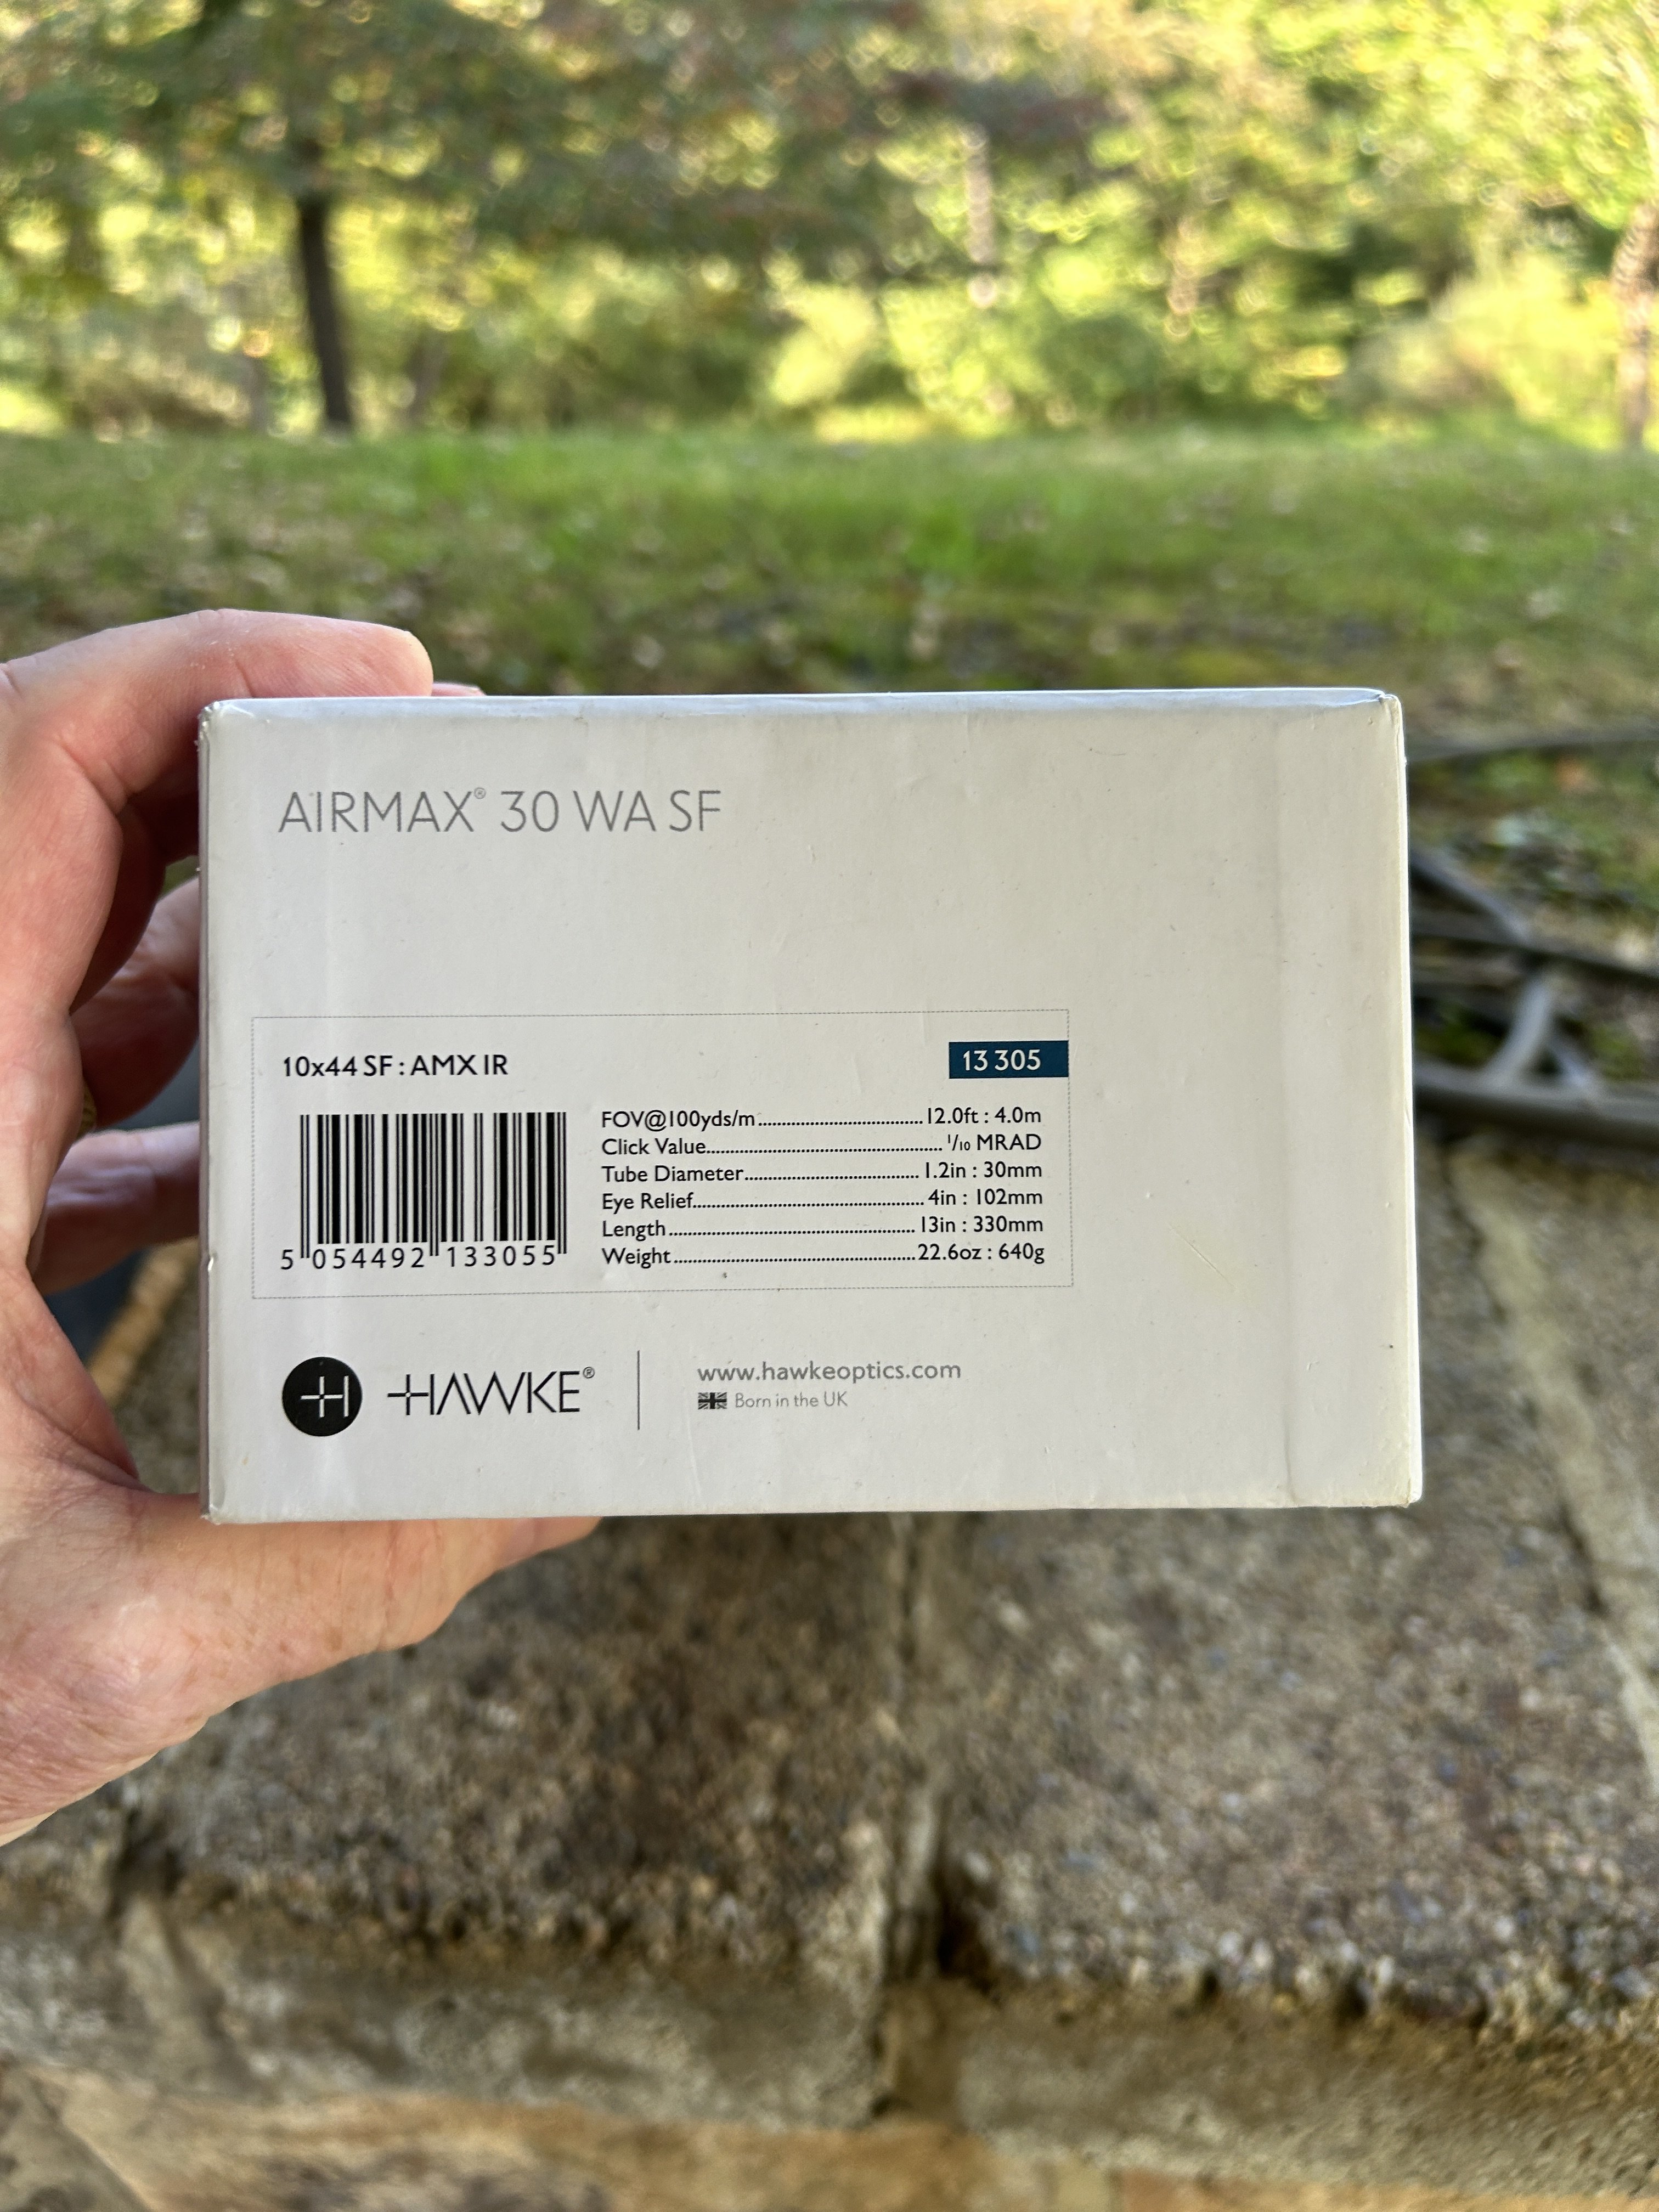 AIRMAX® 30 WA SF
10x44 SF : AMX IR
13 305
FOV@100yds/m........................................12.0ft : 4.0m
Click Value........................................1/10 MRAD
Tube Diameter........................................1.2in : 30mm
Eye Relief........................................4in : 102mm
Length........................................13in : 330mm
Weight........................................22.6oz : 640g
5 054492 133055
HAWKE®
www.hawkeoptics.com
Born in the UK